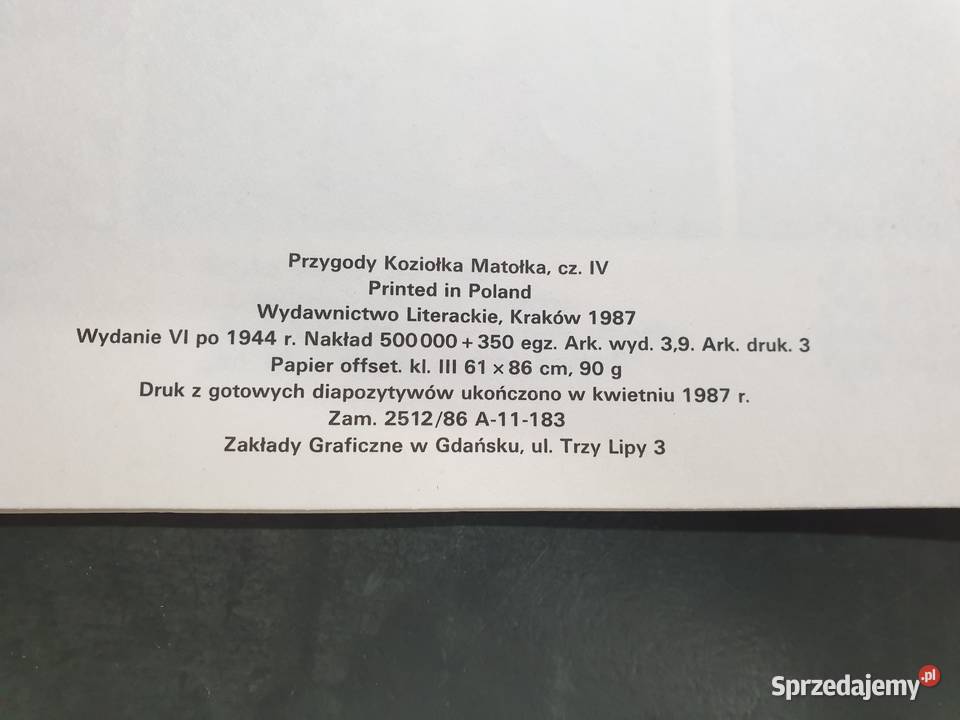 Przygody Koziołka Matołka, cz. IV
Printed in Poland
Wydawnictwo Literackie, Kraków 1987
Wydanie VI po 1944 r. Nakład 500 000 + 350 egz. Ark. wyd. 3,9. Ark. druk. 3
Papier offset. kl. III 61 × 86 cm, 90 g
Druk z gotowych diapozytywów ukończono w kwietniu 1987 r.
Zam. 2512/86 A-11-183
Zakłady Graficzne w Gdańsku, ul. Trzy Lipy 3
Sprzedajemy.pl